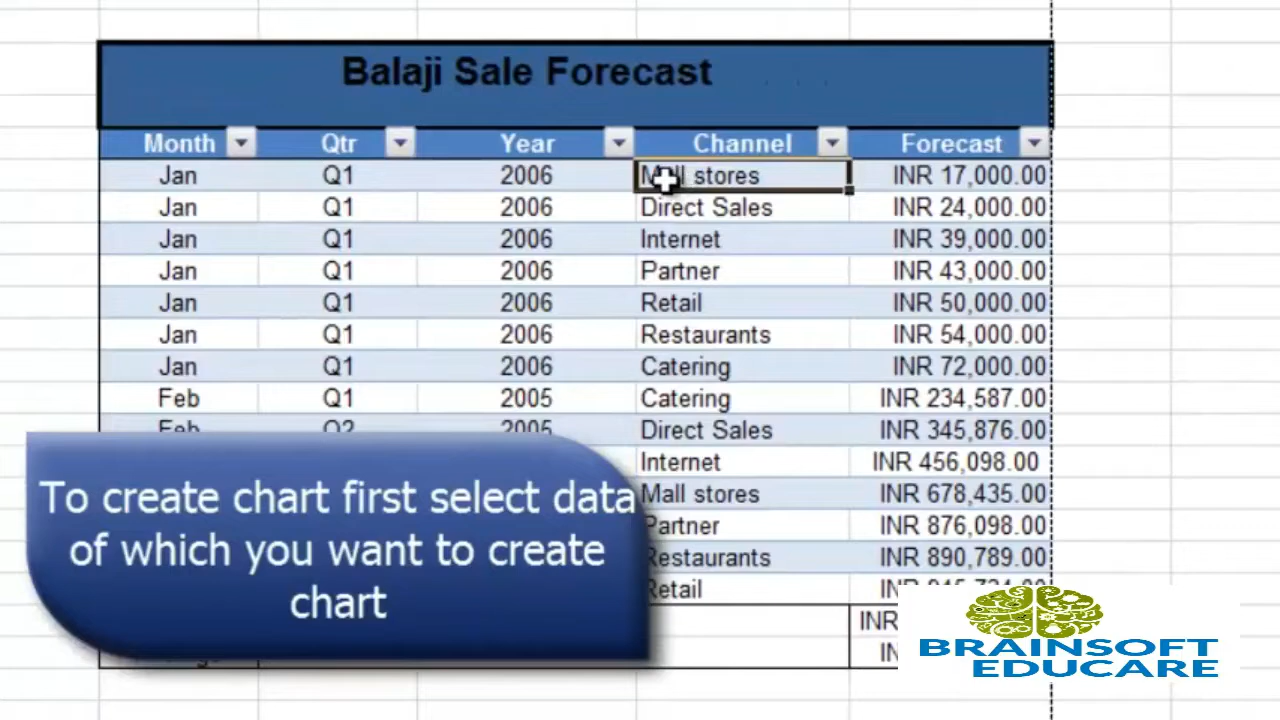 Balaji Sale Forecast
Month Qtr Year Channel Forecast
Jan Q1 2006 Mall stores INR 17,000.00
Jan Q1 2006 Direct Sales INR 24,000.00
Jan Q1 2006 Internet INR 39,000.00
Jan Q1 2006 Partner INR 43,000.00
Jan Q1 2006 Retail INR 50,000.00
Jan Q1 2006 Restaurants INR 54,000.00
Jan Q1 2006 Catering INR 72,000.00
Feb Q1 2005 Catering INR 234,587.00
Feb Q2 2005 Direct Sales INR 345,876.00
Internet INR 456,098.00
Mall stores INR 678,435.00
Partner INR 876,098.00
Restaurants INR 890,789.00
Retail
INR
To create chart first select data
of which you want to create
chart
BRAINSOFT
EDUCARE